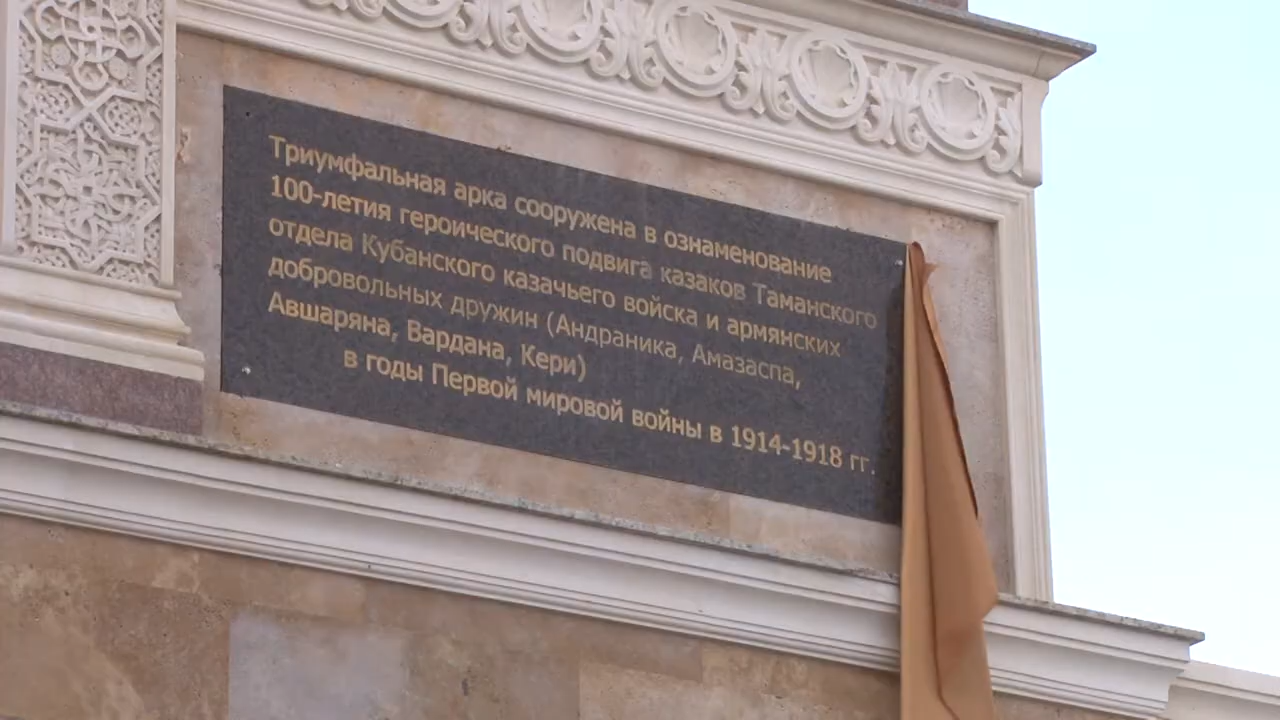 Триумфальная арка сооружена в ознаменование
100-летия героического подвига казаков Таманского
отдела Кубанского казачьего войска и армянских
добровольных дружин (Андраника, Амазаспа,
Авшаряна, Вардана, Кери)
в годы Первой мировой войны в 1914-1918 гг.